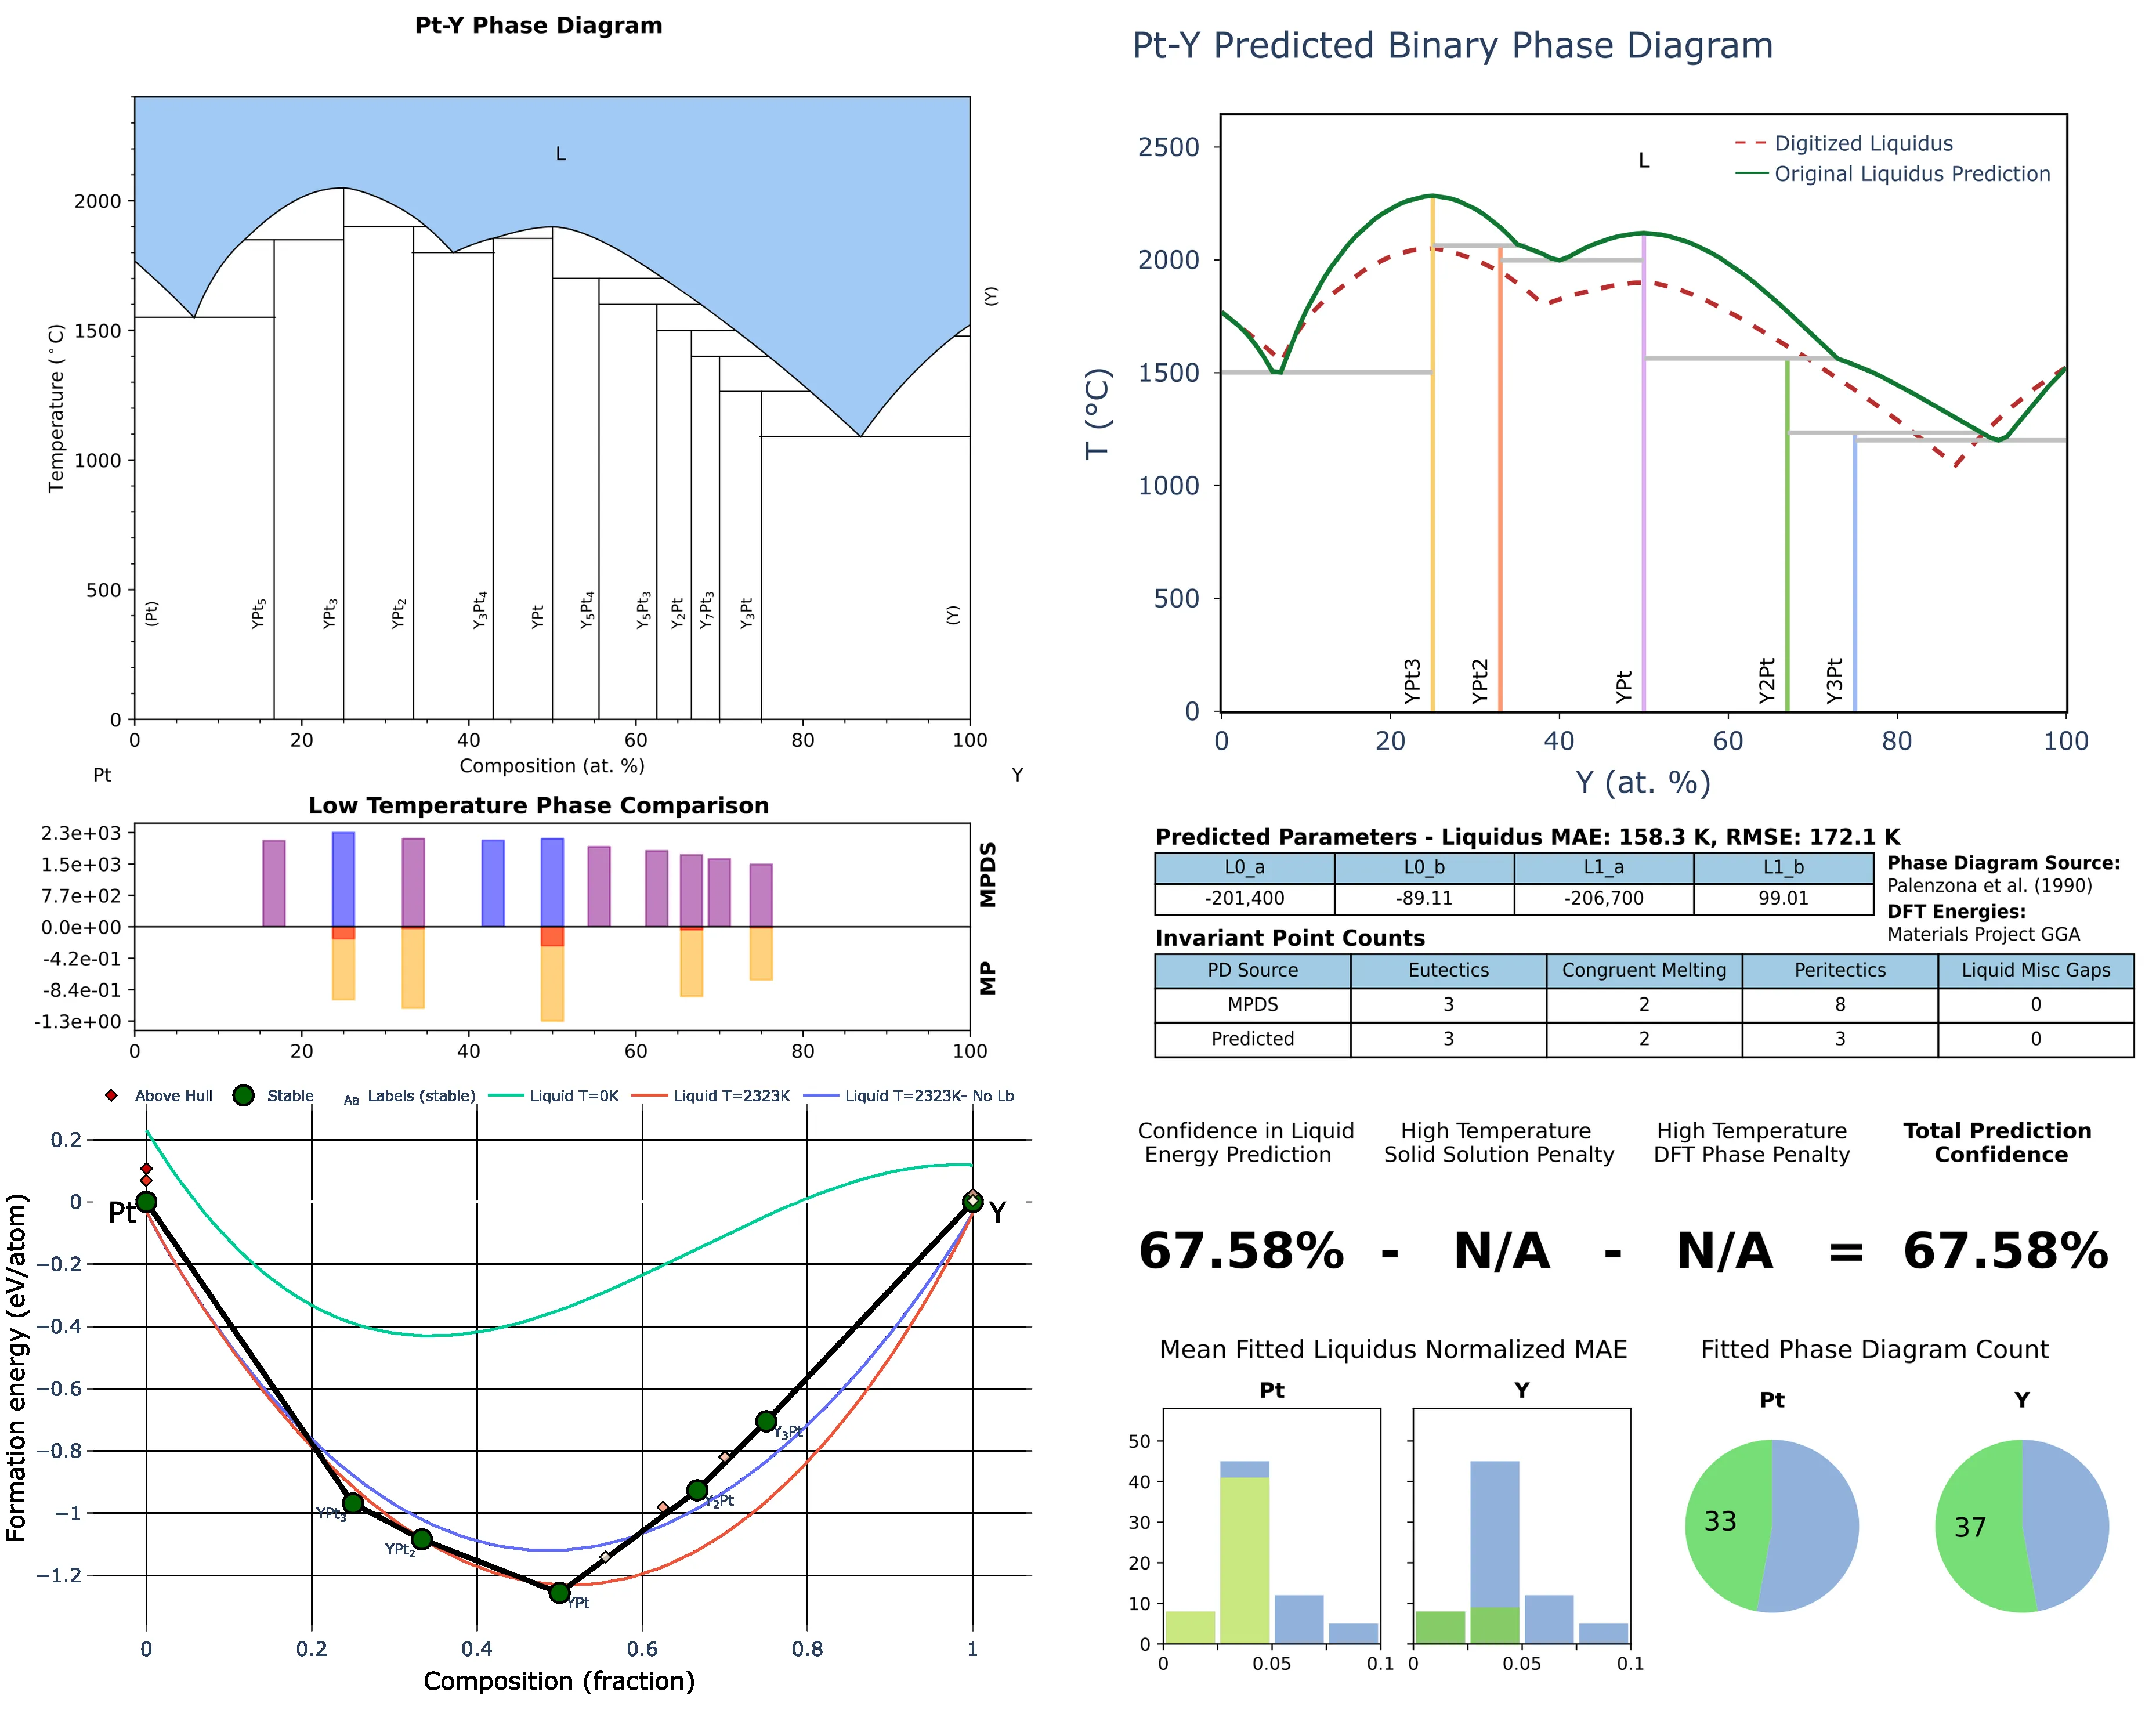 Pt-Y Phase Diagram
L
2000
1500
1000
500
0
Temperature (°C)
(Pt)
YPt5
YPt3
YPt2
Y3Pt4
YPt
Y5Pt4
Y5Pt3
Y2Pt
Y7Pt3
Y3Pt
(Y)
(Y)
0 20 40 60 80 100
Composition (at. %)
Pt Y
Low Temperature Phase Comparison
2.3e+03
1.5e+03
7.7e+02
0.0e+00
-4.2e-01
-8.4e-01
-1.3e+00
MPDS
MP
0 20 40 60 80 100
Above Hull Stable Aa Labels (stable) Liquid T=0K Liquid T=2323K Liquid T=2323K- No Lb
0.2
0
−0.2
−0.4
−0.6
−0.8
−1
−1.2
Formation energy (eV/atom)
Pt
Y
YPt3
YPt2
YPt
Y2Pt
Y3Pt
0 0.2 0.4 0.6 0.8 1
Composition (fraction)
Pt-Y Predicted Binary Phase Diagram
Digitized Liquidus
Original Liquidus Prediction
L
2500
2000
1500
1000
500
0
T (°C)
YPt3
YPt2
YPt
Y2Pt
Y3Pt
0 20 40 60 80 100
Y (at. %)
Predicted Parameters - Liquidus MAE: 158.3 K, RMSE: 172.1 K
L0_a L0_b L1_a L1_b
-201,400 -89.11 -206,700 99.01
Phase Diagram Source:
Palenzona et al. (1990)
DFT Energies:
Materials Project GGA
Invariant Point Counts
PD Source Eutectics Congruent Melting Peritectics Liquid Misc Gaps
MPDS 3 2 8 0
Predicted 3 2 3 0
Confidence in Liquid
Energy Prediction
High Temperature
Solid Solution Penalty
High Temperature
DFT Phase Penalty
Total Prediction
Confidence
67.58% - N/A - N/A = 67.58%
Mean Fitted Liquidus Normalized MAE
Pt Y
50
40
30
20
10
0
0 0.05 0.1
0 0.05 0.1
Fitted Phase Diagram Count
Pt Y
33 37